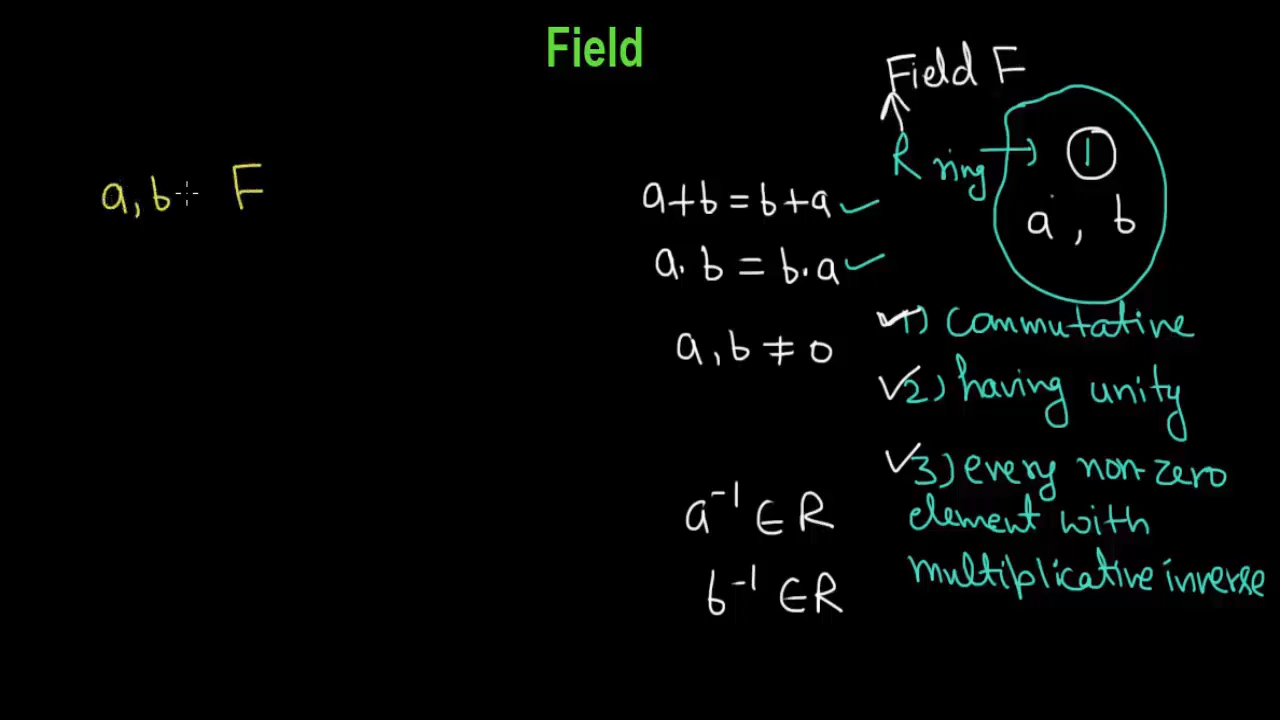 Field
Field F
R ring → 1
a , b
a, b F
a+b = b+a ✓
a. b = b.a ✓
a , b ≠ 0
✓1) Commutative
✓2) having unity
✓3) every non-zero
element with
multiplicative inverse
a⁻¹ ∈ R
b⁻¹ ∈ R